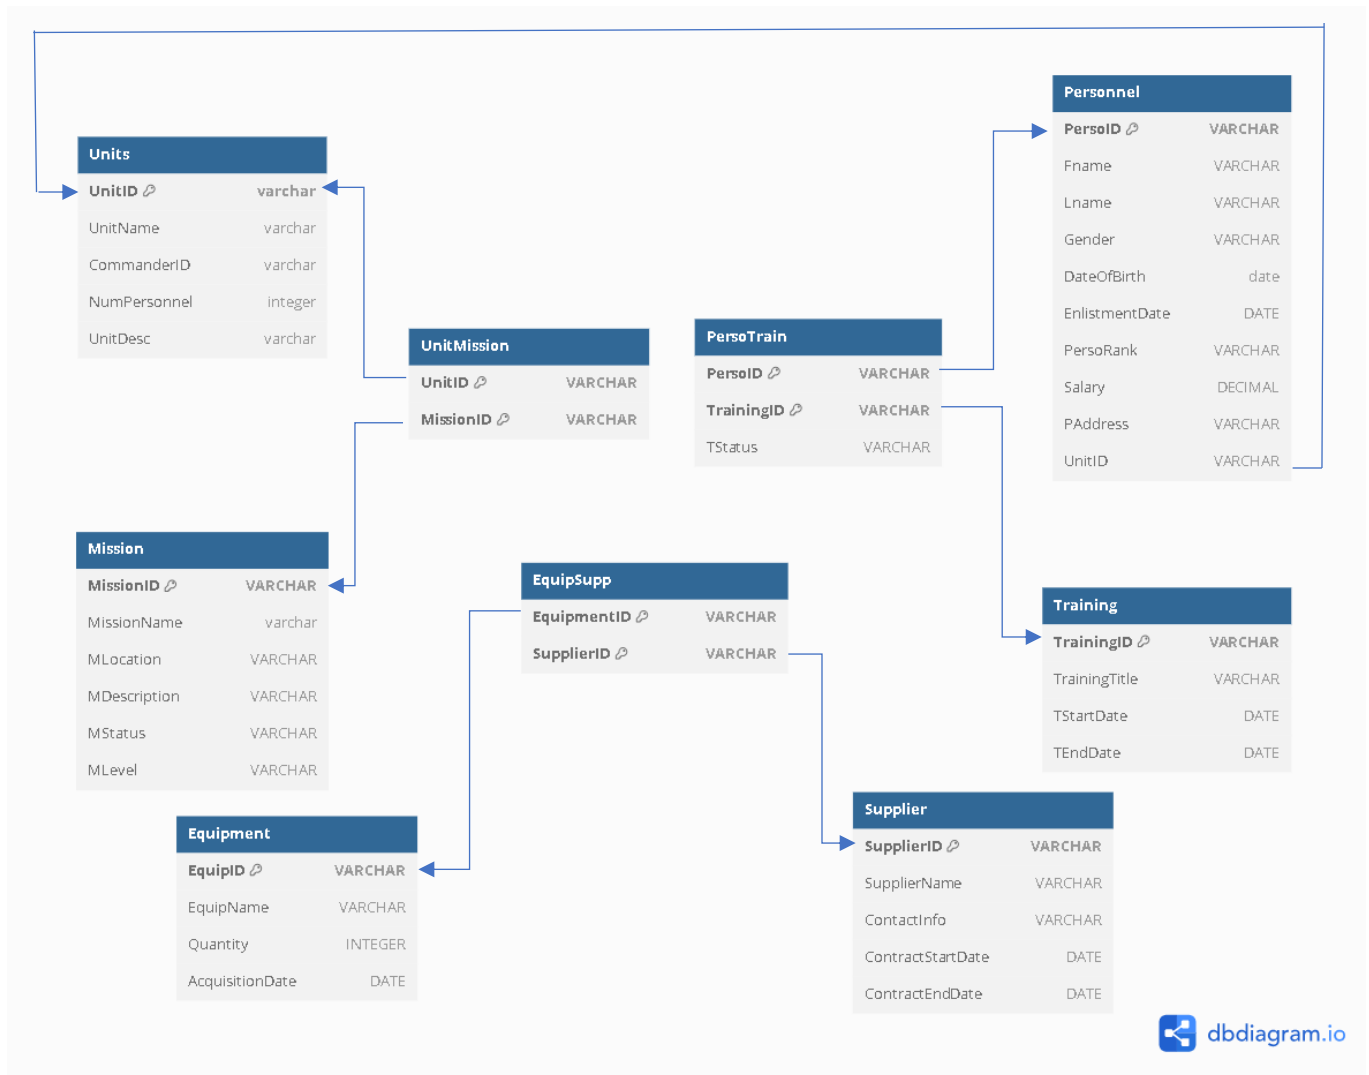 Units
UnitID varchar
UnitName varchar
CommanderID varchar
NumPersonnel integer
UnitDesc varchar
Personnel
PersoID VARCHAR
Fname VARCHAR
Lname VARCHAR
Gender VARCHAR
DateOfBirth date
EnlistmentDate DATE
PersoRank VARCHAR
Salary DECIMAL
PAddress VARCHAR
UnitID VARCHAR
UnitMission
UnitID VARCHAR
MissionID VARCHAR
PersoTrain
PersoID VARCHAR
TrainingID VARCHAR
TStatus VARCHAR
Mission
MissionID VARCHAR
MissionName varchar
MLocation VARCHAR
MDescription VARCHAR
MStatus VARCHAR
MLevel VARCHAR
EquipSupp
EquipmentID VARCHAR
SupplierID VARCHAR
Training
TrainingID VARCHAR
TrainingTitle VARCHAR
TStartDate DATE
TEndDate DATE
Equipment
EquipID VARCHAR
EquipName VARCHAR
Quantity INTEGER
AcquisitionDate DATE
Supplier
SupplierID VARCHAR
SupplierName VARCHAR
ContactInfo VARCHAR
ContractStartDate DATE
ContractEndDate DATE
dbdiagram.io